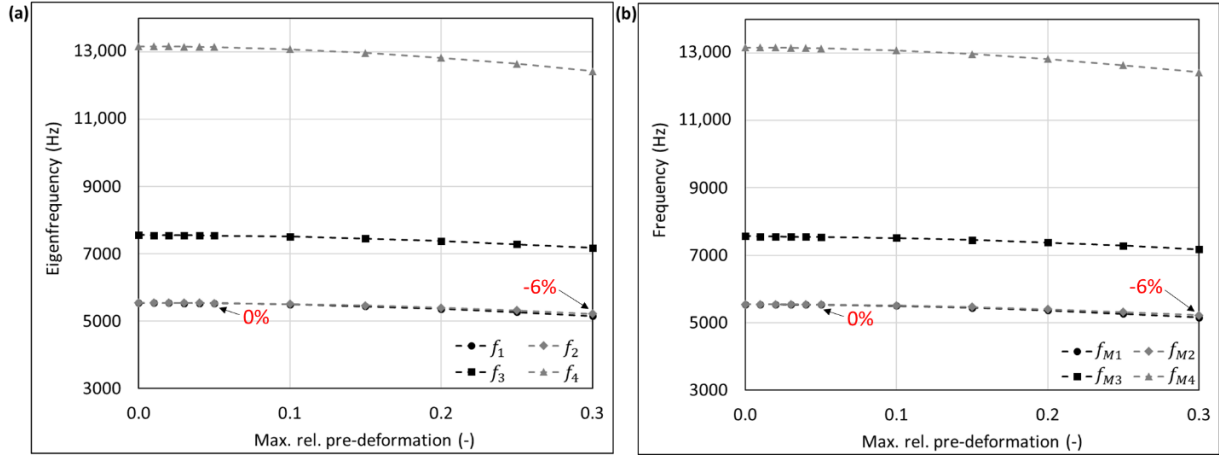 (a)
13,000
11,000
9000
7000
5000
3000
Eigenfrequency (Hz)
0%
-6%
f1 f2
f3 f4
0.0 0.1 0.2 0.3
Max. rel. pre-deformation (-)
(b)
13,000
11,000
9000
7000
5000
3000
Frequency (Hz)
0%
-6%
fM1 fM2
fM3 fM4
0.0 0.1 0.2 0.3
Max. rel. pre-deformation (-)